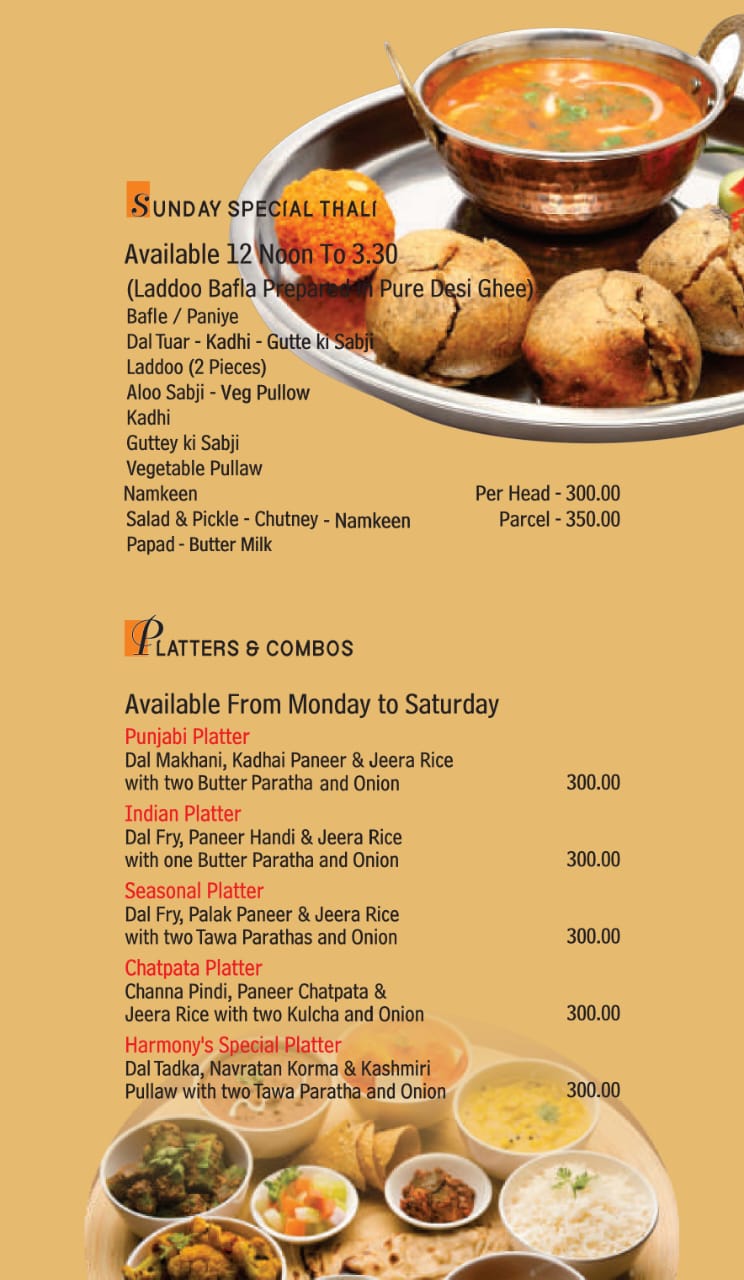 SUNDAY SPECIAL THALI
Available 12 Noon To 3.30
(Laddoo Bafla Prepared in Pure Desi Ghee)
Bafle / Paniye
Dal Tuar - Kadhi - Gutte ki Sabji
Laddoo (2 Pieces)
Aloo Sabji - Veg Pullow
Kadhi
Guttey ki Sabji
Vegetable Pullaw
Namkeen Per Head - 300.00
Salad & Pickle - Chutney - Namkeen Parcel - 350.00
Papad - Butter Milk
PLATTERS & COMBOS
Available From Monday to Saturday
Punjabi Platter
Dal Makhani, Kadhai Paneer & Jeera Rice
with two Butter Paratha and Onion 300.00
Indian Platter
Dal Fry, Paneer Handi & Jeera Rice
with one Butter Paratha and Onion 300.00
Seasonal Platter
Dal Fry, Palak Paneer & Jeera Rice
with two Tawa Parathas and Onion 300.00
Chatpata Platter
Channa Pindi, Paneer Chatpata &
Jeera Rice with two Kulcha and Onion 300.00
Harmony's Special Platter
Dal Tadka, Navratan Korma & Kashmiri
Pullaw with two Tawa Paratha and Onion 300.00